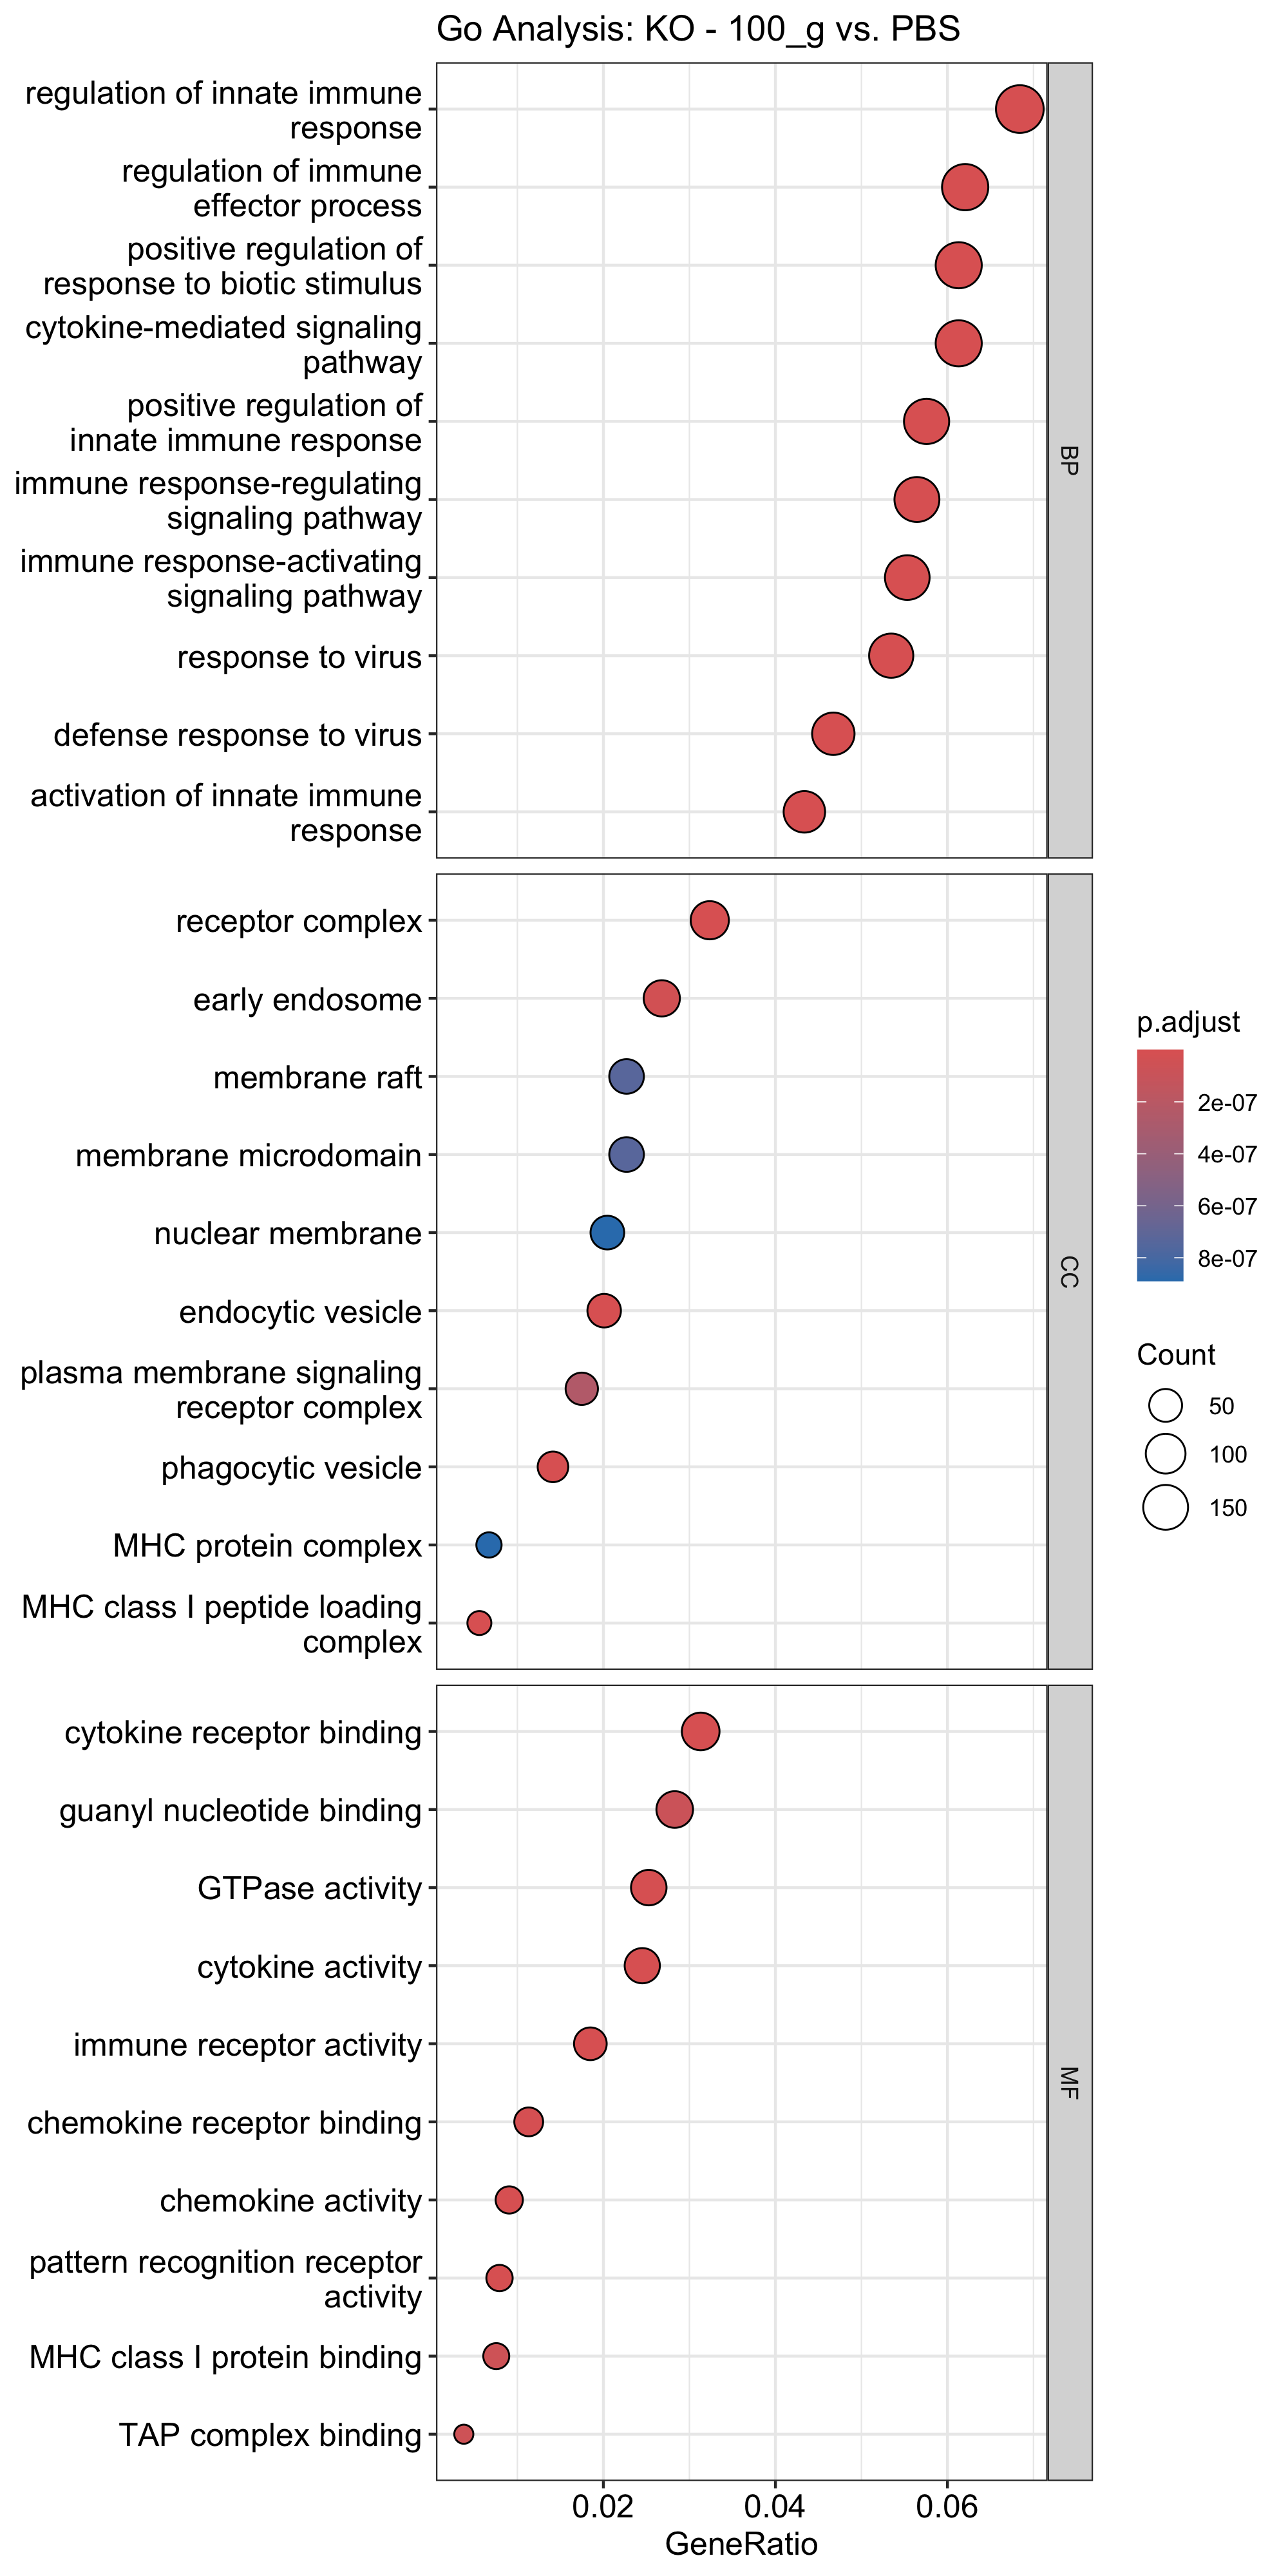 Go Analysis: KO - 100_g vs. PBS
regulation of innate immune
response
regulation of immune
effector process
positive regulation of
response to biotic stimulus
cytokine-mediated signaling
pathway
positive regulation of
innate immune response
immune response-regulating
signaling pathway
immune response-activating
signaling pathway
response to virus
defense response to virus
activation of innate immune
response
BP
receptor complex
early endosome
membrane raft
membrane microdomain
nuclear membrane
endocytic vesicle
plasma membrane signaling
receptor complex
phagocytic vesicle
MHC protein complex
MHC class I peptide loading
complex
CC
cytokine receptor binding
guanyl nucleotide binding
GTPase activity
cytokine activity
immune receptor activity
chemokine receptor binding
chemokine activity
pattern recognition receptor
activity
MHC class I protein binding
TAP complex binding
MF
0.02 0.04 0.06
GeneRatio
p.adjust
2e-07
4e-07
6e-07
8e-07
Count
50
100
150